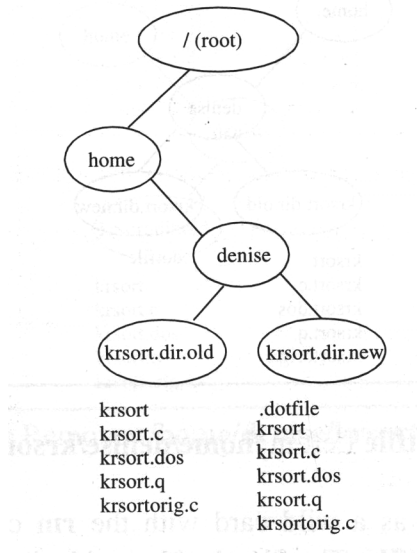 / (root)
home
denise
krsort.dir.old
krsort.dir.new
krsort
krsort.c
krsort.dos
krsort.q
krsortorig.c
.dotfile
krsort
krsort.c
krsort.dos
krsort.q
krsortorig.c